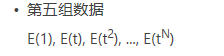 • 第五组数据
E(1), E(t), E(t²), ..., E(tᴺ)